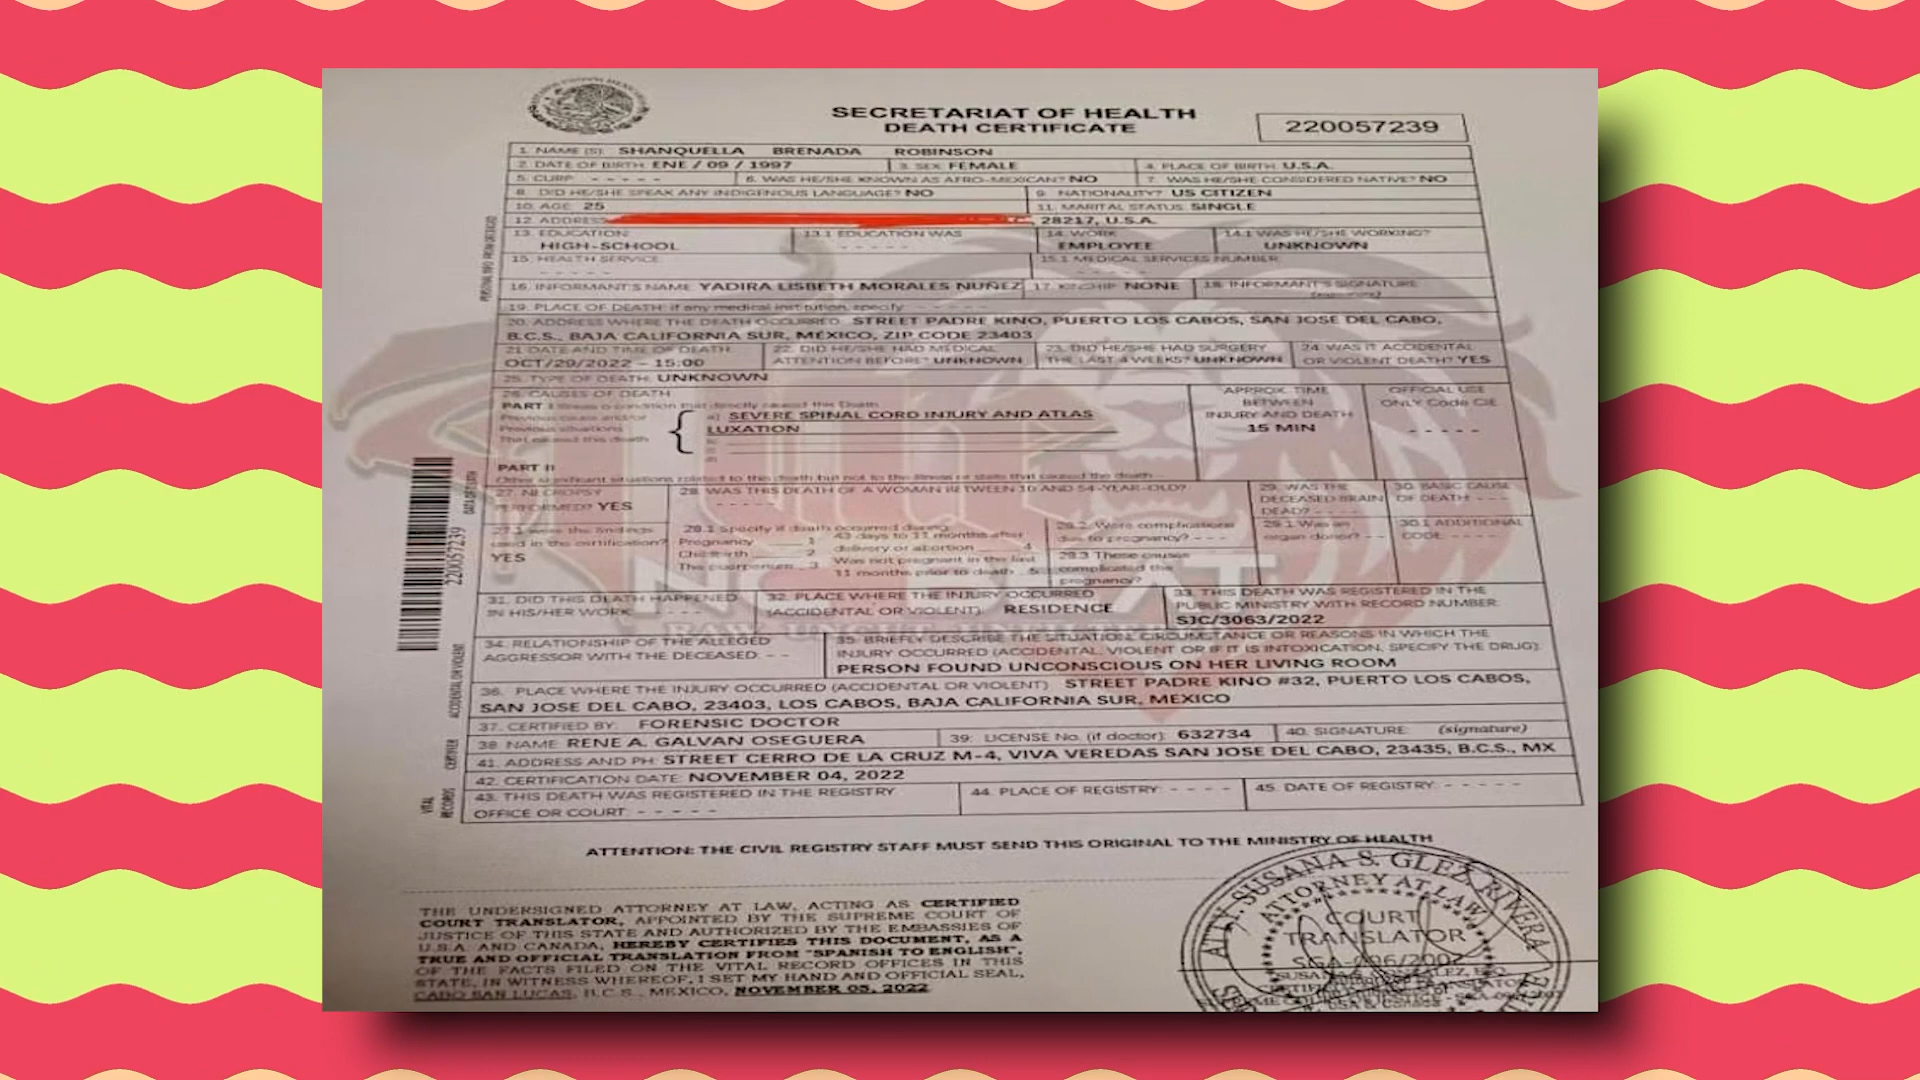 SECRETARIAT OF HEALTH
DEATH CERTIFICATE
220057239
1. NAME (S): SHANQUELLA BRENADA ROBINSON
2. DATE OF BIRTH: ENE / 09 / 1997 3. SEX: FEMALE 4. PLACE OF BIRTH: U.S.A.
5. CURP: - - - - - 6. WAS HE/SHE KNOWN AS AFRO-MEXICAN? NO 7. WAS HE/SHE CONSIDERED NATIVE? NO
8. DID HE/SHE SPEAK ANY INDIGENOUS LANGUAGE? NO 9. NATIONALITY? US CITIZEN
10. AGE: 25 11. MARITAL STATUS: SINGLE
12. ADDRESS 28217, U.S.A.
13. EDUCATION: 13.1 EDUCATION WAS 14. WORK 14.1 WAS HE/SHE WORKING?
HIGH-SCHOOL - - - - - EMPLOYEE UNKNOWN
15. HEALTH SERVICE: 15.1 MEDICAL SERVICES NUMBER:
- - - - - - - - - -
16. INFORMANT'S NAME YADIRA LISBETH MORALES NUÑEZ 17. KINSHIP: NONE 18. INFORMANT'S SIGNATURE
(signature)
19. PLACE OF DEATH: if any medical institution, specify - - - - -
20. ADDRESS WHERE THE DEATH OCCURRED: STREET PADRE KINO, PUERTO LOS CABOS, SAN JOSE DEL CABO,
B.C.S., BAJA CALIFORNIA SUR, MEXICO, ZIP CODE 23403
21. DATE AND TIME OF DEATH: 22. DID HE/SHE HAD MEDICAL 23. DID HE/SHE HAD SURGERY 24. WAS IT ACCIDENTAL
OCT/29/2022 - 15:00 ATTENTION BEFORE? UNKNOWN THE LAST 4 WEEKS? UNKNOWN OR VIOLENT DEATH? YES
25. TYPE OF DEATH: UNKNOWN
26. CAUSES OF DEATH APPROX. TIME OFFICIAL USE
PART I Illness or condition that directly caused this Death BETWEEN ONLY Code CIE
Previous cause and/or a) SEVERE SPINAL CORD INJURY AND ATLAS INJURY AND DEATH
Previous situations LUXATION 15 MIN - - - - -
That caused this death
PART II
Other significant situations related to this death but not to the illness or state that caused the death
27. NECROPSY 28. WAS THIS DEATH OF A WOMAN BETWEEN 10 AND 54-YEAR-OLD? 29. WAS THE 30. BASIC CAUSE
PERFORMED? YES - - - - - DECEASED BRAIN OF DEATH: - - -
DEAD? - - - -
27.1 Were the findings 28.1 Specify if death occurred during: 28.2 Were complications 29.1 Was an 30.1 ADDITIONAL
used in the certification? Pregnancy 1 43 days to 11 months after due to pregnancy? - - - organ donor? - - CODE: - - - -
YES Childbirth 2 delivery or abortion 4 28.3 These causes
The puerperium 3 Was not pregnant in the last complicated the
11 months prior to death 5 pregnancy?
31. DID THIS DEATH HAPPENED 32. PLACE WHERE THE INJURY OCCURRED 33. THIS DEATH WAS REGISTERED IN THE
IN HIS/HER WORK: - - - - (ACCIDENTAL OR VIOLENT): RESIDENCE PUBLIC MINISTRY WITH RECORD NUMBER:
SJC/3063/2022
34. RELATIONSHIP OF THE ALLEGED 35. BRIEFLY DESCRIBE THE SITUATION, CIRCUMSTANCE OR REASONS IN WHICH THE
AGGRESSOR WITH THE DECEASED: - - INJURY OCCURRED (ACCIDENTAL, VIOLENT OR IF IT IS INTOXICATION, SPECIFY THE DRUG):
PERSON FOUND UNCONSCIOUS ON HER LIVING ROOM
36. PLACE WHERE THE INJURY OCCURRED (ACCIDENTAL OR VIOLENT) STREET PADRE KINO #32, PUERTO LOS CABOS,
SAN JOSE DEL CABO, 23403, LOS CABOS, BAJA CALIFORNIA SUR, MEXICO
37. CERTIFIED BY: FORENSIC DOCTOR
38. NAME: RENE A. GALVAN OSEGUERA 39: LICENSE No. (if doctor): 632734 40. SIGNATURE: (signature)
41. ADDRESS AND PH: STREET CERRO DE LA CRUZ M-4, VIVA VEREDAS SAN JOSE DEL CABO, 23435, B.C.S., MX
42. CERTIFICATION DATE: NOVEMBER 04, 2022
43. THIS DEATH WAS REGISTERED IN THE REGISTRY 44. PLACE OF REGISTRY: - - - - 45. DATE OF REGISTRY: - - - - -
OFFICE OR COURT: - - - - -
220057239
ACCIDENTAL OR VIOLENT
CERTIFIER
VITAL
RECORDS
ATTENTION: THE CIVIL REGISTRY STAFF MUST SEND THIS ORIGINAL TO THE MINISTRY OF HEALTH
THE UNDERSIGNED ATTORNEY AT LAW, ACTING AS CERTIFIED
COURT TRANSLATOR, APPOINTED BY THE SUPREME COURT OF
JUSTICE OF THIS STATE AND AUTHORIZED BY THE EMBASSIES OF
U.S.A. AND CANADA, HEREBY CERTIFIES THIS DOCUMENT, AS A
TRUE AND OFFICIAL TRANSLATION FROM "SPANISH TO ENGLISH",
OF THE FACTS FILED ON THE VITAL RECORD OFFICES IN THIS
STATE, IN WITNESS WHEREOF, I SET MY HAND AND OFFICIAL SEAL,
CABO SAN LUCAS, B.C.S., MEXICO, NOVEMBER 05, 2022
ATTY. SUSANA S. GLEZ RIVERA
ATTORNEY AT LAW
COURT
TRANSLATOR